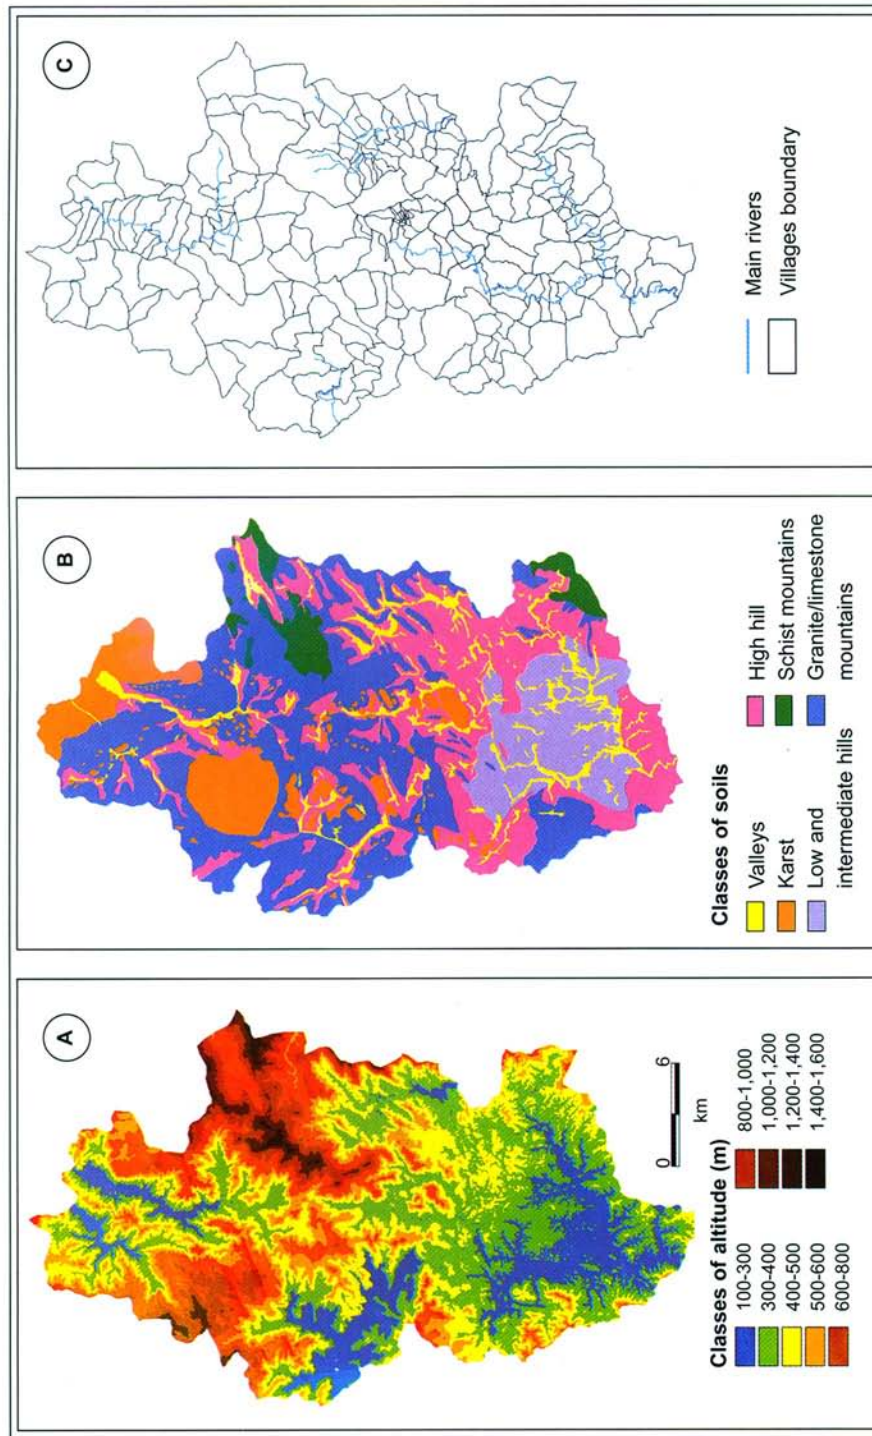 A
Classes of altitude (m)
100-300
300-400
400-500
500-600
600-800
800-1,000
1,000-1,200
1,200-1,400
1,400-1,600
0 6
km
B
Classes of soils
Valleys
Karst
Low and
intermediate hills
High hill
Schist mountains
Granite/limestone
mountains
C
Main rivers
Villages boundary